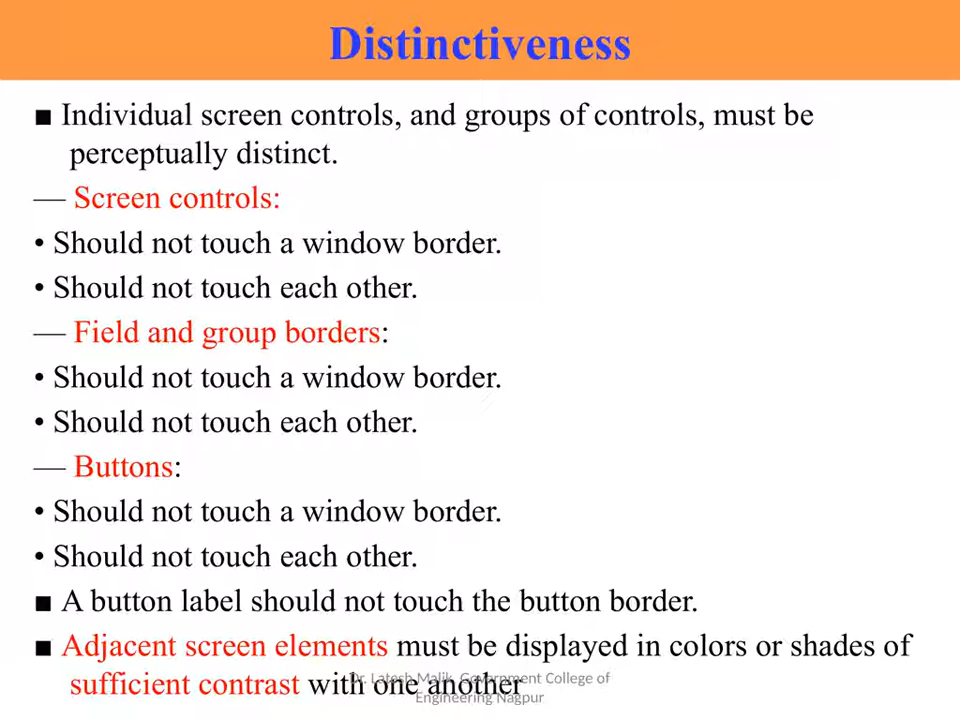 Distinctiveness
■ Individual screen controls, and groups of controls, must be
perceptually distinct.
— Screen controls:
• Should not touch a window border.
• Should not touch each other.
— Field and group borders:
• Should not touch a window border.
• Should not touch each other.
— Buttons:
• Should not touch a window border.
• Should not touch each other.
■ A button label should not touch the button border.
■ Adjacent screen elements must be displayed in colors or shades of
sufficient contrast with one another
Dr. Latesh Malik, Government College of
Engineering Nagpur